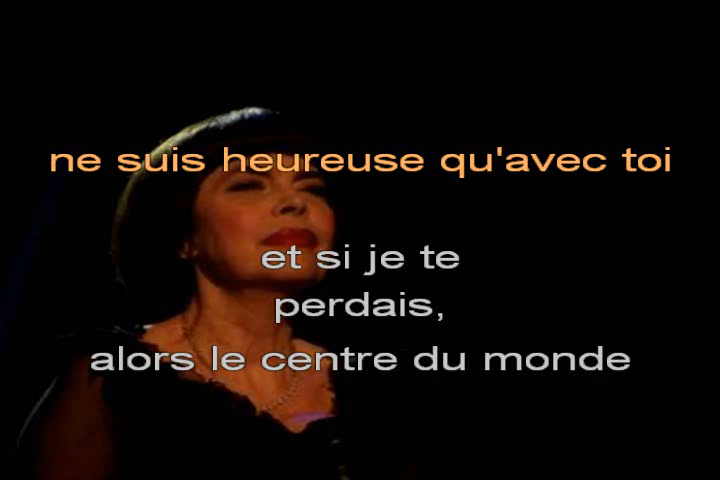 ne suis heureuse qu'avec toi
et si je te
perdais,
alors le centre du monde